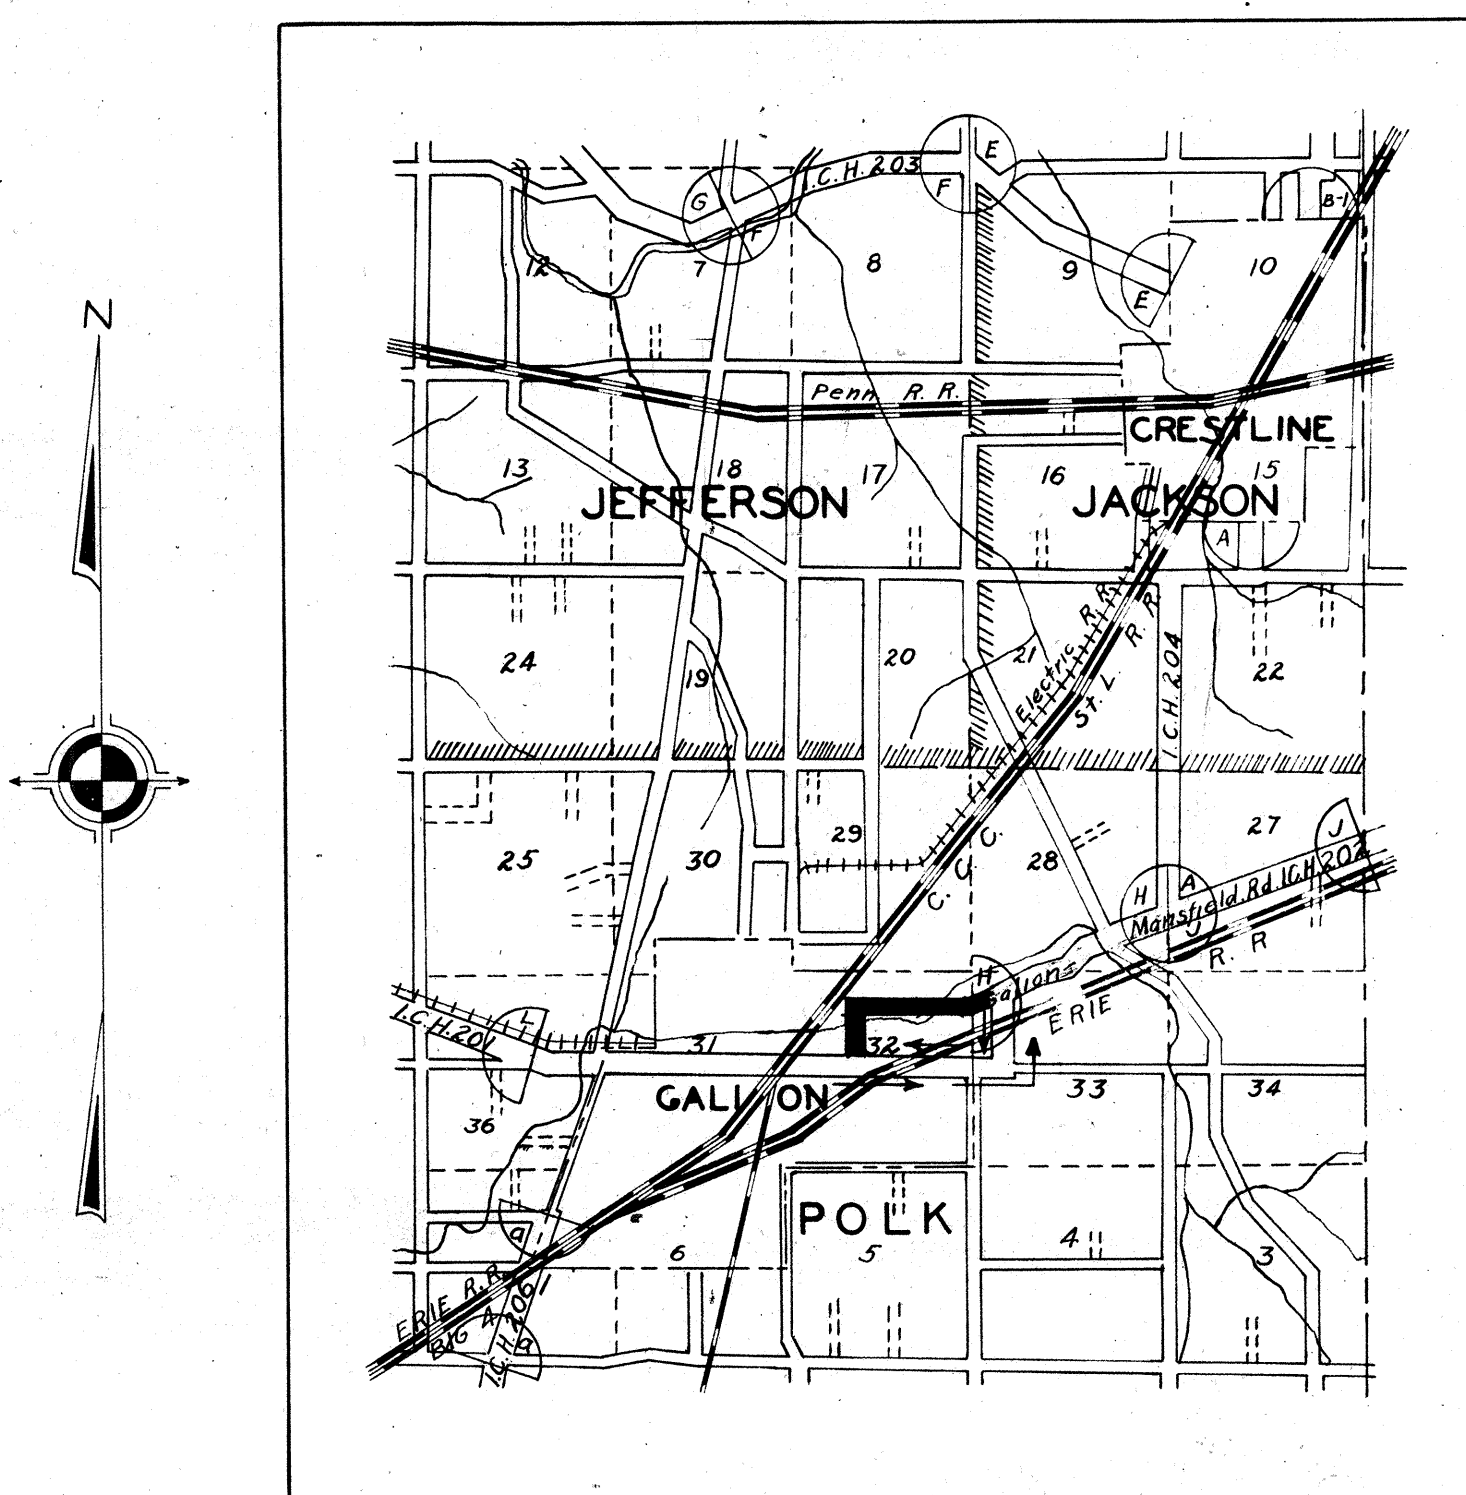 N
E
I.C.H. 203
F
G
F
B-1
12
7
8
9
10
E
Penn R. R.
CRESTLINE
13
18
17
16
15
JEFFERSON
JACKSON
A
Electric R R
R. R.
24
19
20
21
St. L.
I.C.H. 204
22
25
30
29
C. C. C.
28
27
J
H
A
Mansfield Rd. I.C.H. 202
J
R. R
H
Galion
ERIE
L
I.C.H. 201
31
32
33
34
GALION
36
POLK
a
6
5
4
3
ERIE R.R.
BIG 4
I.C.H. 206
a